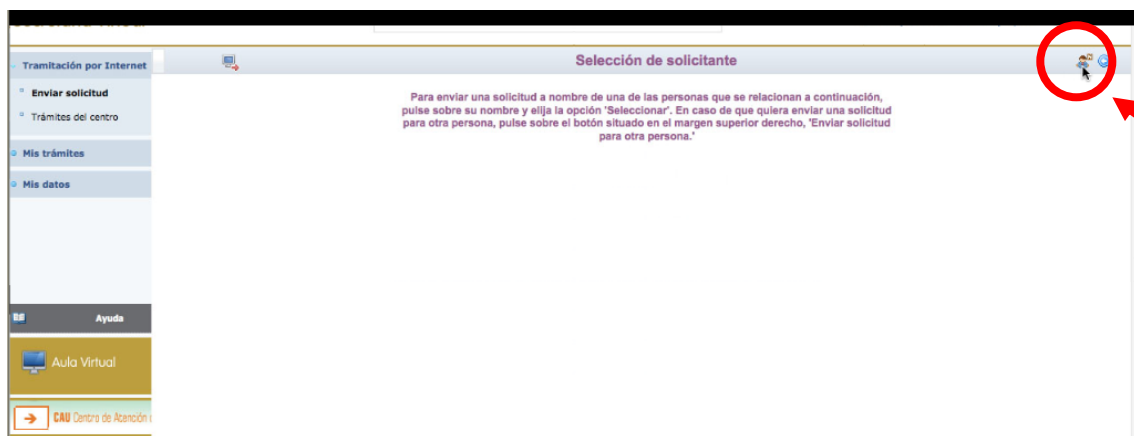 Tramitación por Internet
Selección de solicitante
Enviar solicitud
Trámites del centro
Para enviar una solicitud a nombre de una de las personas que se relacionan a continuación,
pulse sobre su nombre y elija la opción 'Seleccionar'. En caso de que quiera enviar una solicitud
para otra persona, pulse sobre el botón situado en el margen superior derecho, 'Enviar solicitud
para otra persona.'
Mis trámites
Mis datos
Ayuda
Aula Virtual
CAU Centro de Atención